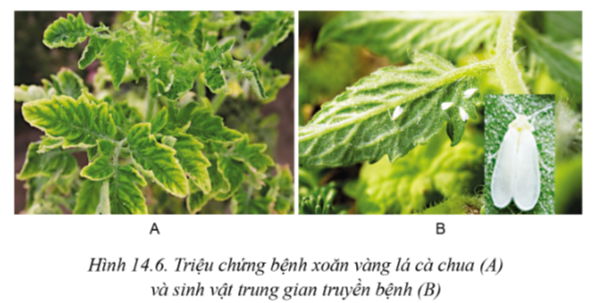 A
B
Hình 14.6. Triệu chứng bệnh xoăn vàng lá cà chua (A)
và sinh vật trung gian truyền bệnh (B)